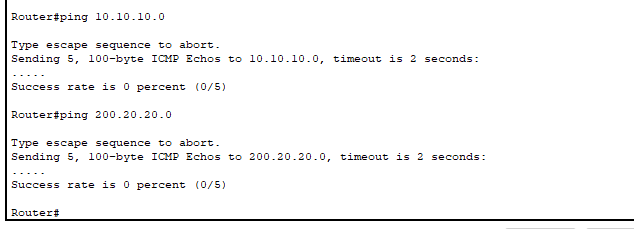 Router#ping 10.10.10.0
Type escape sequence to abort.
Sending 5, 100-byte ICMP Echos to 10.10.10.0, timeout is 2 seconds:
.....
Success rate is 0 percent (0/5)
Router#ping 200.20.20.0
Type escape sequence to abort.
Sending 5, 100-byte ICMP Echos to 200.20.20.0, timeout is 2 seconds:
.....
Success rate is 0 percent (0/5)
Router#